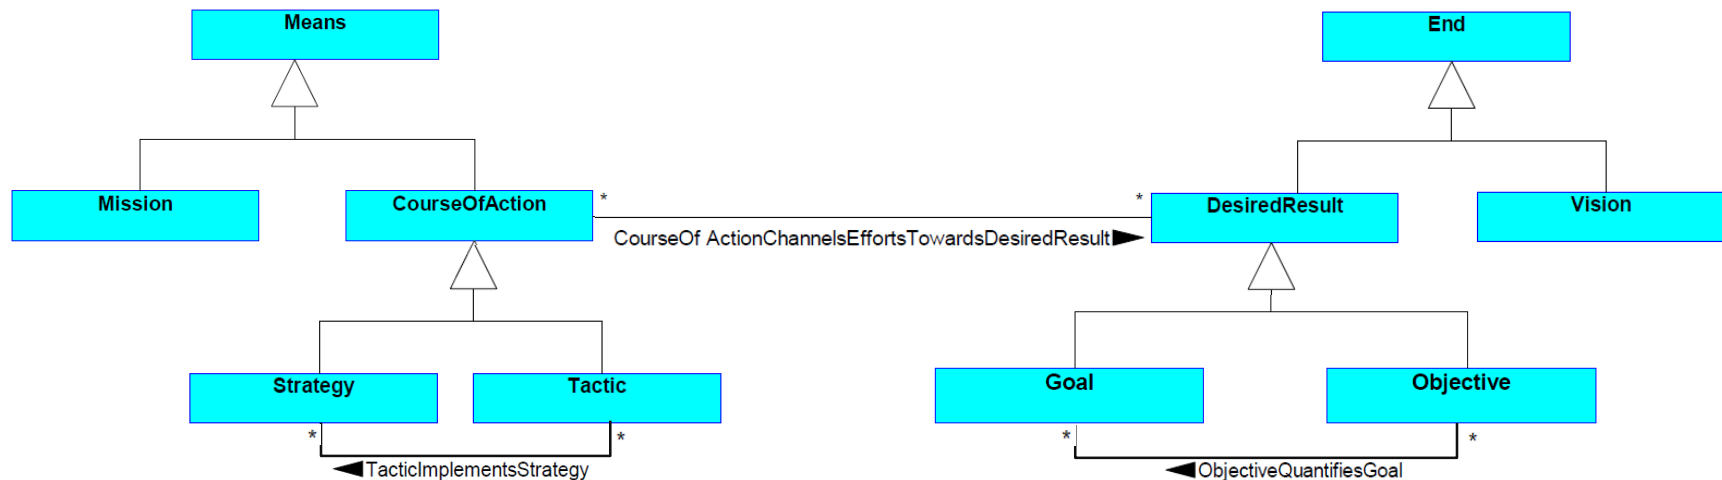 Means
End
Mission
CourseOfAction
*
*
DesiredResult
Vision
CourseOf ActionChannelsEffortsTowardsDesiredResult
Strategy
Tactic
Goal
Objective
*
*
*
*
TacticImplementsStrategy
ObjectiveQuantifiesGoal